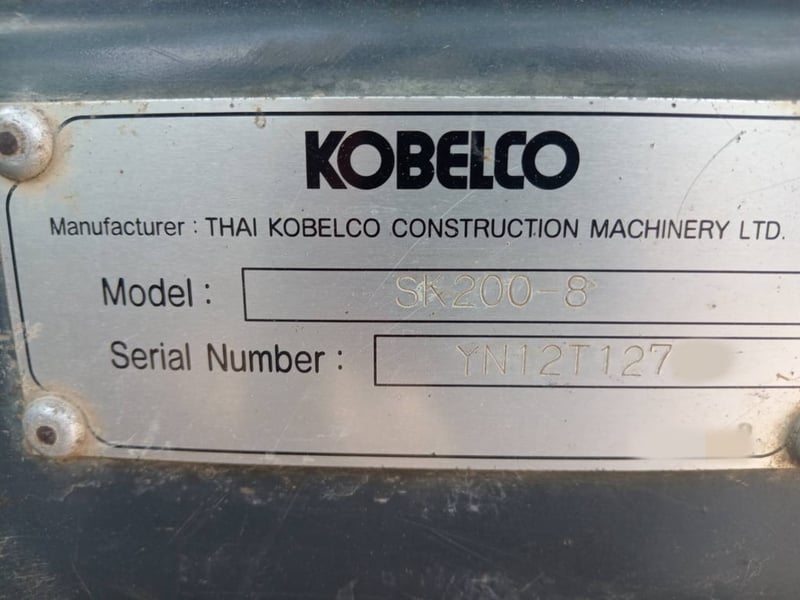 KOBELCO
Manufacturer : THAI KOBELCO CONSTRUCTION MACHINERY LTD.
Model : SK200-8
Serial Number : YN12T127